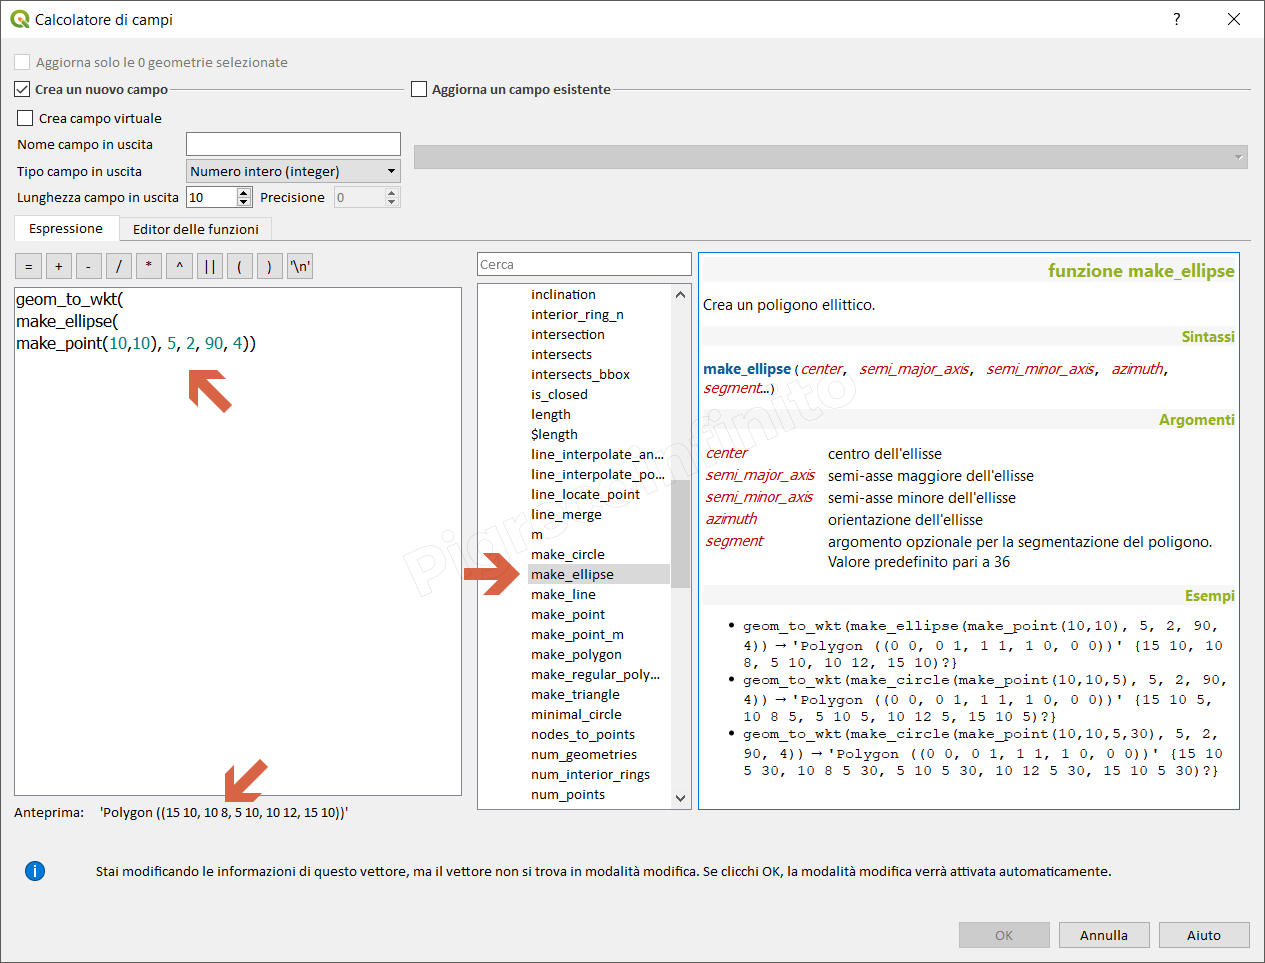 Calcolatore di campi
?
Aggiorna solo le 0 geometrie selezionate
Crea un nuovo campo
Aggiorna un campo esistente
Crea campo virtuale
Nome campo in uscita
Tipo campo in uscita
Numero intero (integer)
Lunghezza campo in uscita
10
Precisione
0
Espressione
Editor delle funzioni
= + - / * ^ || ( ) '\n'
geom_to_wkt(
make_ellipse(
make_point(10,10), 5, 2, 90, 4))
Anteprima: 'Polygon ((15 10, 10 8, 5 10, 10 12, 15 10))'
Cerca
inclination
interior_ring_n
intersection
intersects
intersects_bbox
is_closed
length
$length
line_interpolate_an...
line_interpolate_po...
line_locate_point
line_merge
m
make_circle
make_ellipse
make_line
make_point
make_point_m
make_polygon
make_regular_poly...
make_triangle
minimal_circle
nodes_to_points
num_geometries
num_interior_rings
num_points
funzione make_ellipse
Crea un poligono ellittico.
Sintassi
make_ellipse(center, semi_major_axis, semi_minor_axis, azimuth,
segment...)
Argomenti
center centro dell'ellisse
semi_major_axis semi-asse maggiore dell'ellisse
semi_minor_axis semi-asse minore dell'ellisse
azimuth orientazione dell'ellisse
segment argomento opzionale per la segmentazione del poligono.
Valore predefinito pari a 36
Esempi
• geom_to_wkt(make_ellipse(make_point(10,10), 5, 2, 90,
4)) → 'Polygon ((0 0, 0 1, 1 1, 1 0, 0 0))' {15 10, 10
8, 5 10, 10 12, 15 10)?}
• geom_to_wkt(make_circle(make_point(10,10,5), 5, 2, 90,
4)) → 'Polygon ((0 0, 0 1, 1 1, 1 0, 0 0))' {15 10 5,
10 8 5, 5 10 5, 10 12 5, 15 10 5)?}
• geom_to_wkt(make_circle(make_point(10,10,5,30), 5, 2,
90, 4)) → 'Polygon ((0 0, 0 1, 1 1, 1 0, 0 0))' {15 10
5 30, 10 8 5 30, 5 10 5 30, 10 12 5 30, 15 10 5 30)?}
Stai modificando le informazioni di questo vettore, ma il vettore non si trova in modalità modifica. Se clicchi OK, la modalità modifica verrà attivata automaticamente.
OK
Annulla
Aiuto